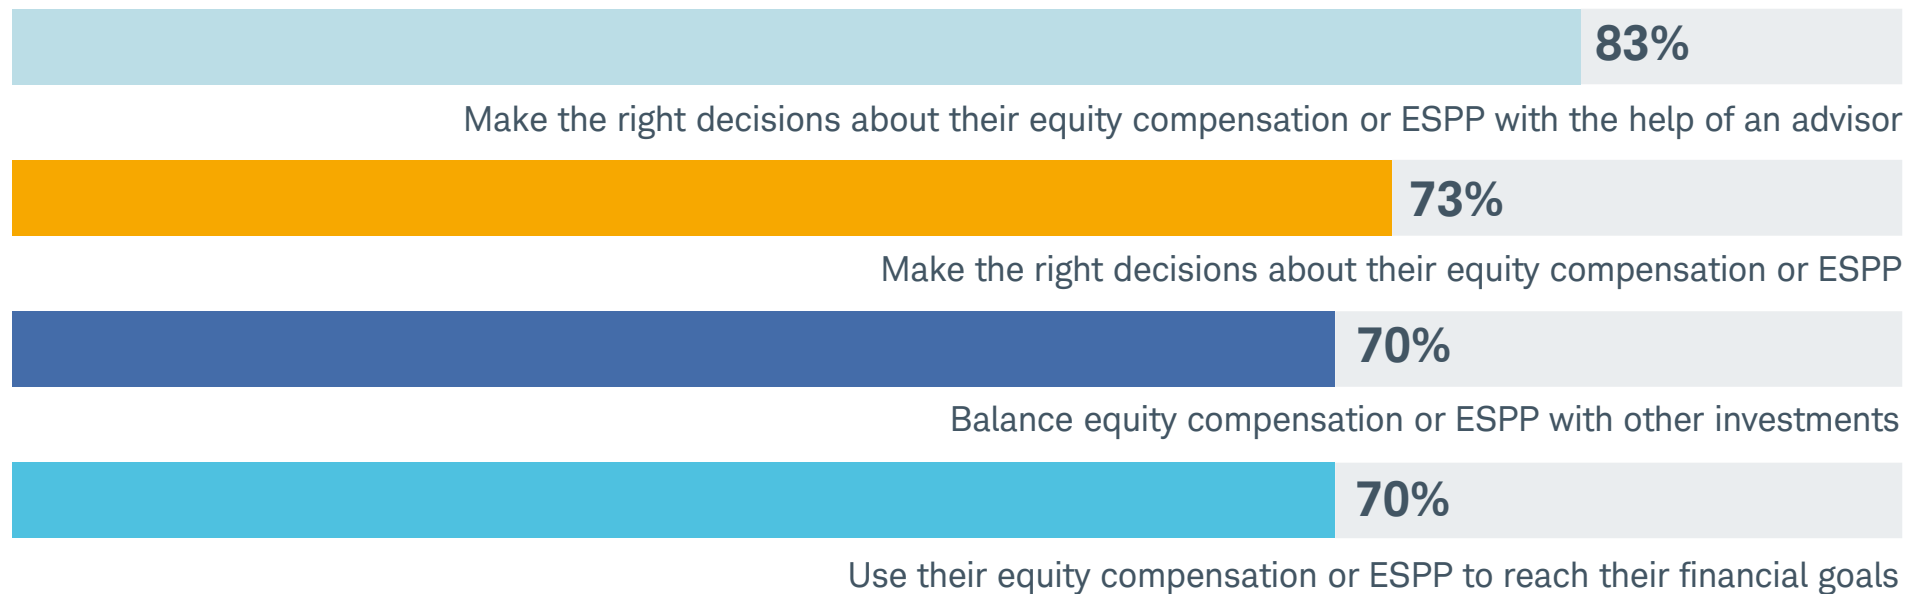 83%
Make the right decisions about their equity compensation or ESPP with the help of an advisor
73%
Make the right decisions about their equity compensation or ESPP
70%
Balance equity compensation or ESPP with other investments
70%
Use their equity compensation or ESPP to reach their financial goals